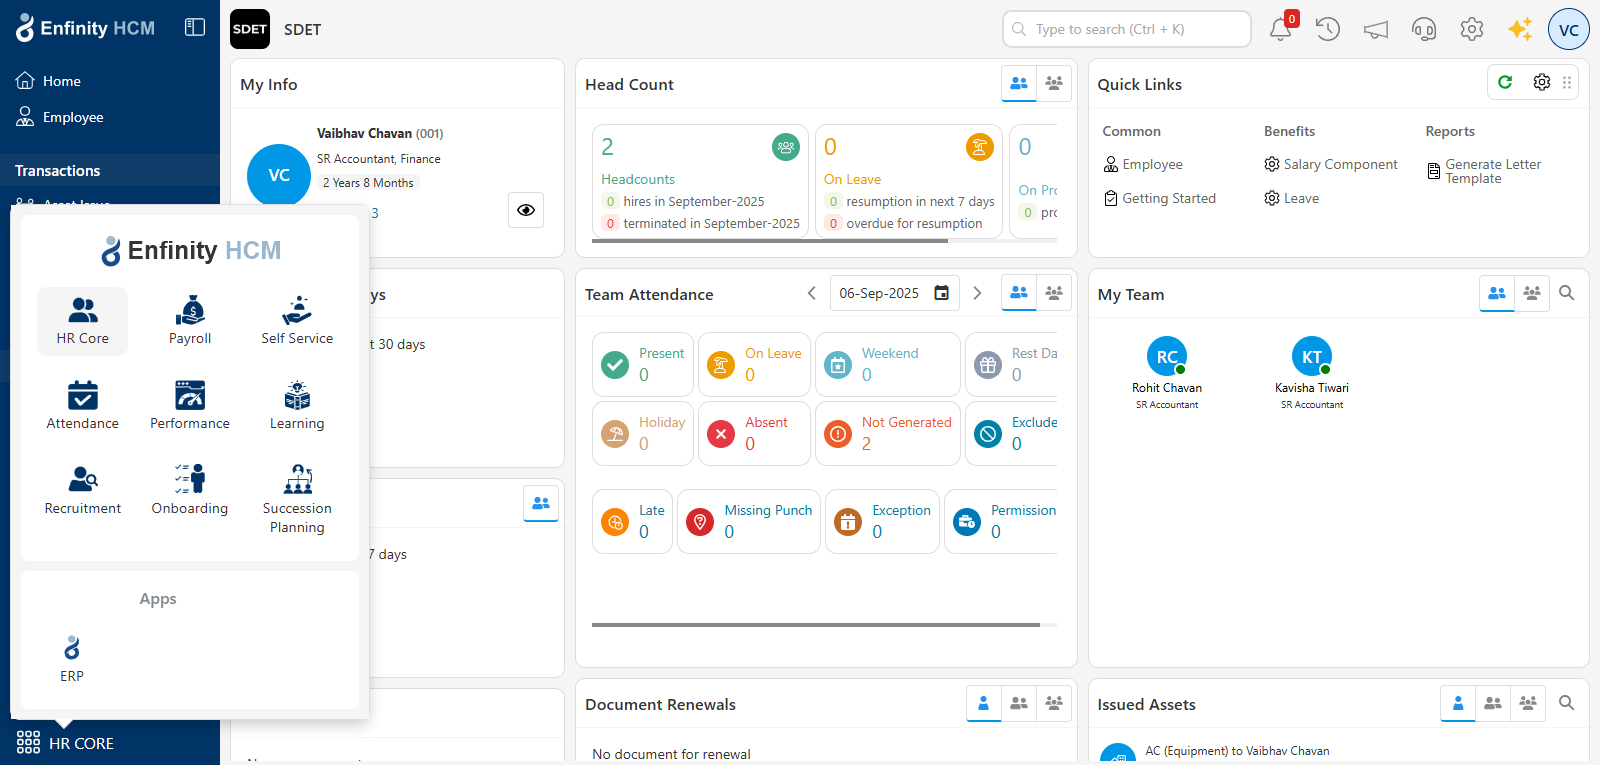 Enfinity HCM
SDET
SDET
Type to search (Ctrl + K)
0
VC
Home
Employee
Transactions
My Info
VC
Vaibhav Chavan (001)
SR Accountant, Finance
2 Years 8 Months
3
Head Count
2
Headcounts
0 hires in September-2025
0 terminated in September-2025
0
On Leave
0 resumption in next 7 days
0 overdue for resumption
0
On Pro
0 pro
Quick Links
Common
Employee
Getting Started
Benefits
Salary Component
Leave
Reports
Generate Letter
Template
Enfinity HCM
HR Core
Payroll
Self Service
Attendance
Performance
Learning
Recruitment
Onboarding
Succession
Planning
Apps
ERP
HR CORE
ys
t 30 days
7 days
Team Attendance
06-Sep-2025
Present
0
On Leave
0
Weekend
0
Rest Da
0
Holiday
0
Absent
0
Not Generated
2
Exclude
0
Late
0
Missing Punch
0
Exception
0
Permission
0
My Team
RC
Rohit Chavan
SR Accountant
KT
Kavisha Tiwari
SR Accountant
Document Renewals
No document for renewal
Issued Assets
AC (Equipment) to Vaibhav Chavan